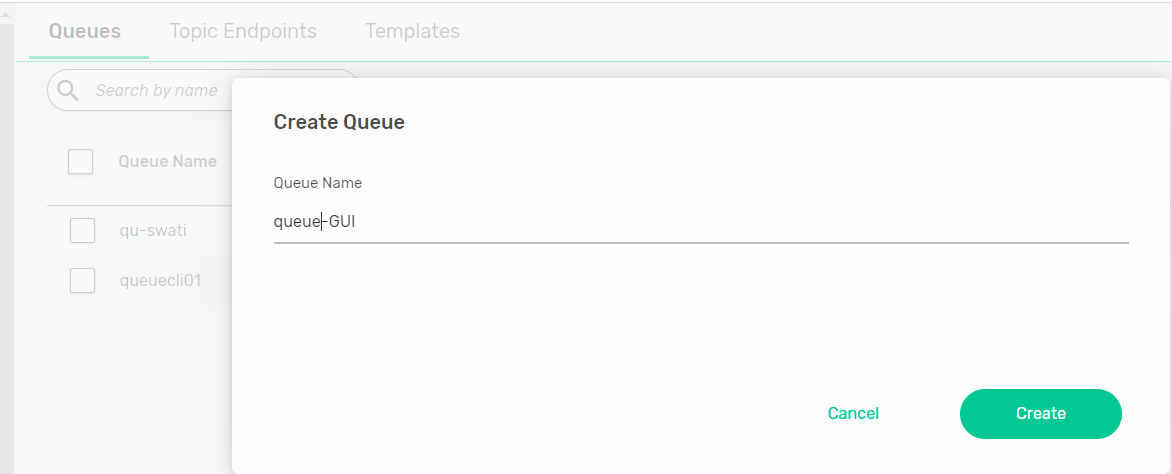 Queues Topic Endpoints Templates
Search by name
Create Queue
Queue Name
Queue Name
queue-GUI
qu-swati
queuecli01
Cancel Create